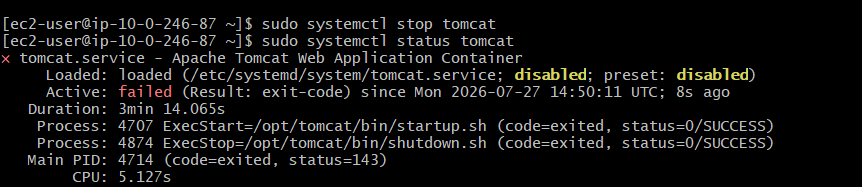 [ec2-user@ip-10-0-246-87 ~]$ sudo systemctl stop tomcat
[ec2-user@ip-10-0-246-87 ~]$ sudo systemctl status tomcat
× tomcat.service - Apache Tomcat Web Application Container
Loaded: loaded (/etc/systemd/system/tomcat.service; disabled; preset: disabled)
Active: failed (Result: exit-code) since Mon 2026-07-27 14:50:11 UTC; 8s ago
Duration: 3min 14.065s
Process: 4707 ExecStart=/opt/tomcat/bin/startup.sh (code=exited, status=0/SUCCESS)
Process: 4874 ExecStop=/opt/tomcat/bin/shutdown.sh (code=exited, status=0/SUCCESS)
Main PID: 4714 (code=exited, status=143)
CPU: 5.127s